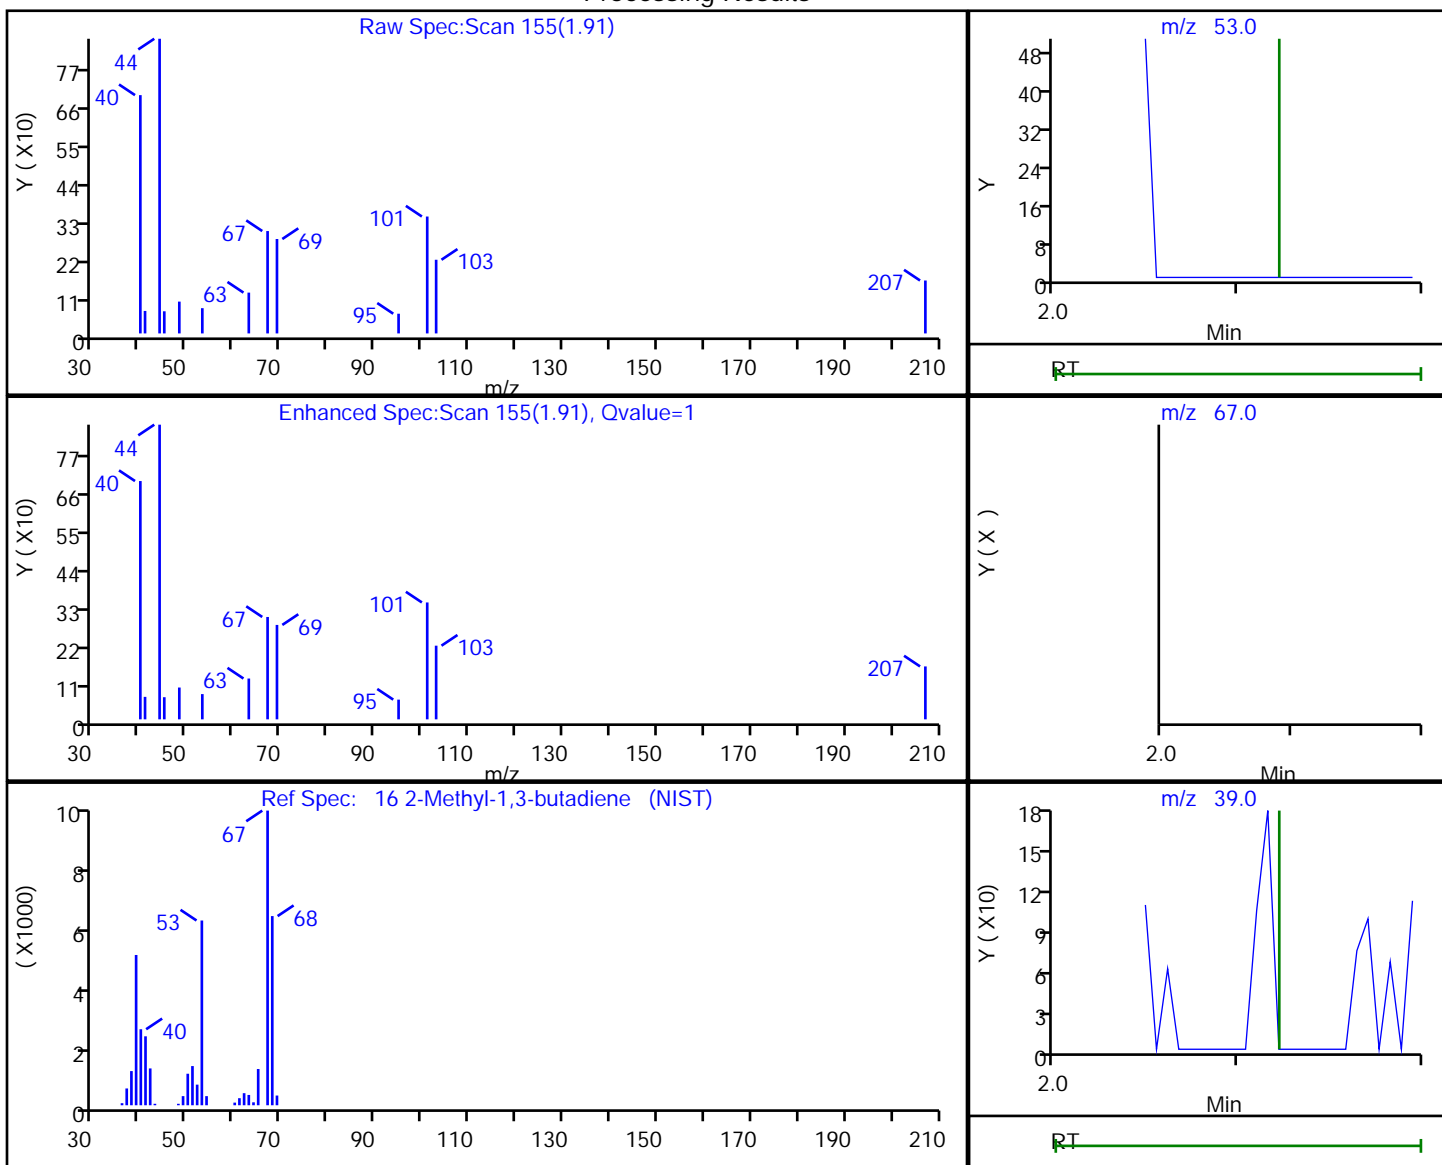 Processing Results
Raw Spec:Scan 155(1.91)
Y ( X10)
77
66
55
44
33
22
11
0
44
40
63
67
69
95
101
103
207
30 50 70 90 110 130 150 170 190 210
m/z
m/z 53.0
Y
48
40
32
24
16
8
0
2.0
Min
RT
Enhanced Spec:Scan 155(1.91), Qvalue=1
Y ( X10)
77
66
55
44
33
22
11
0
44
40
63
67
69
95
101
103
207
30 50 70 90 110 130 150 170 190 210
m/z
m/z 67.0
Y ( X )
2.0
Min
Ref Spec: 16 2-Methyl-1,3-butadiene (NIST)
( X1000)
10
8
6
4
2
0
67
53
68
40
30 50 70 90 110 130 150 170 190 210
m/z 39.0
Y ( X10)
18
15
12
9
6
3
0
2.0
Min
RT